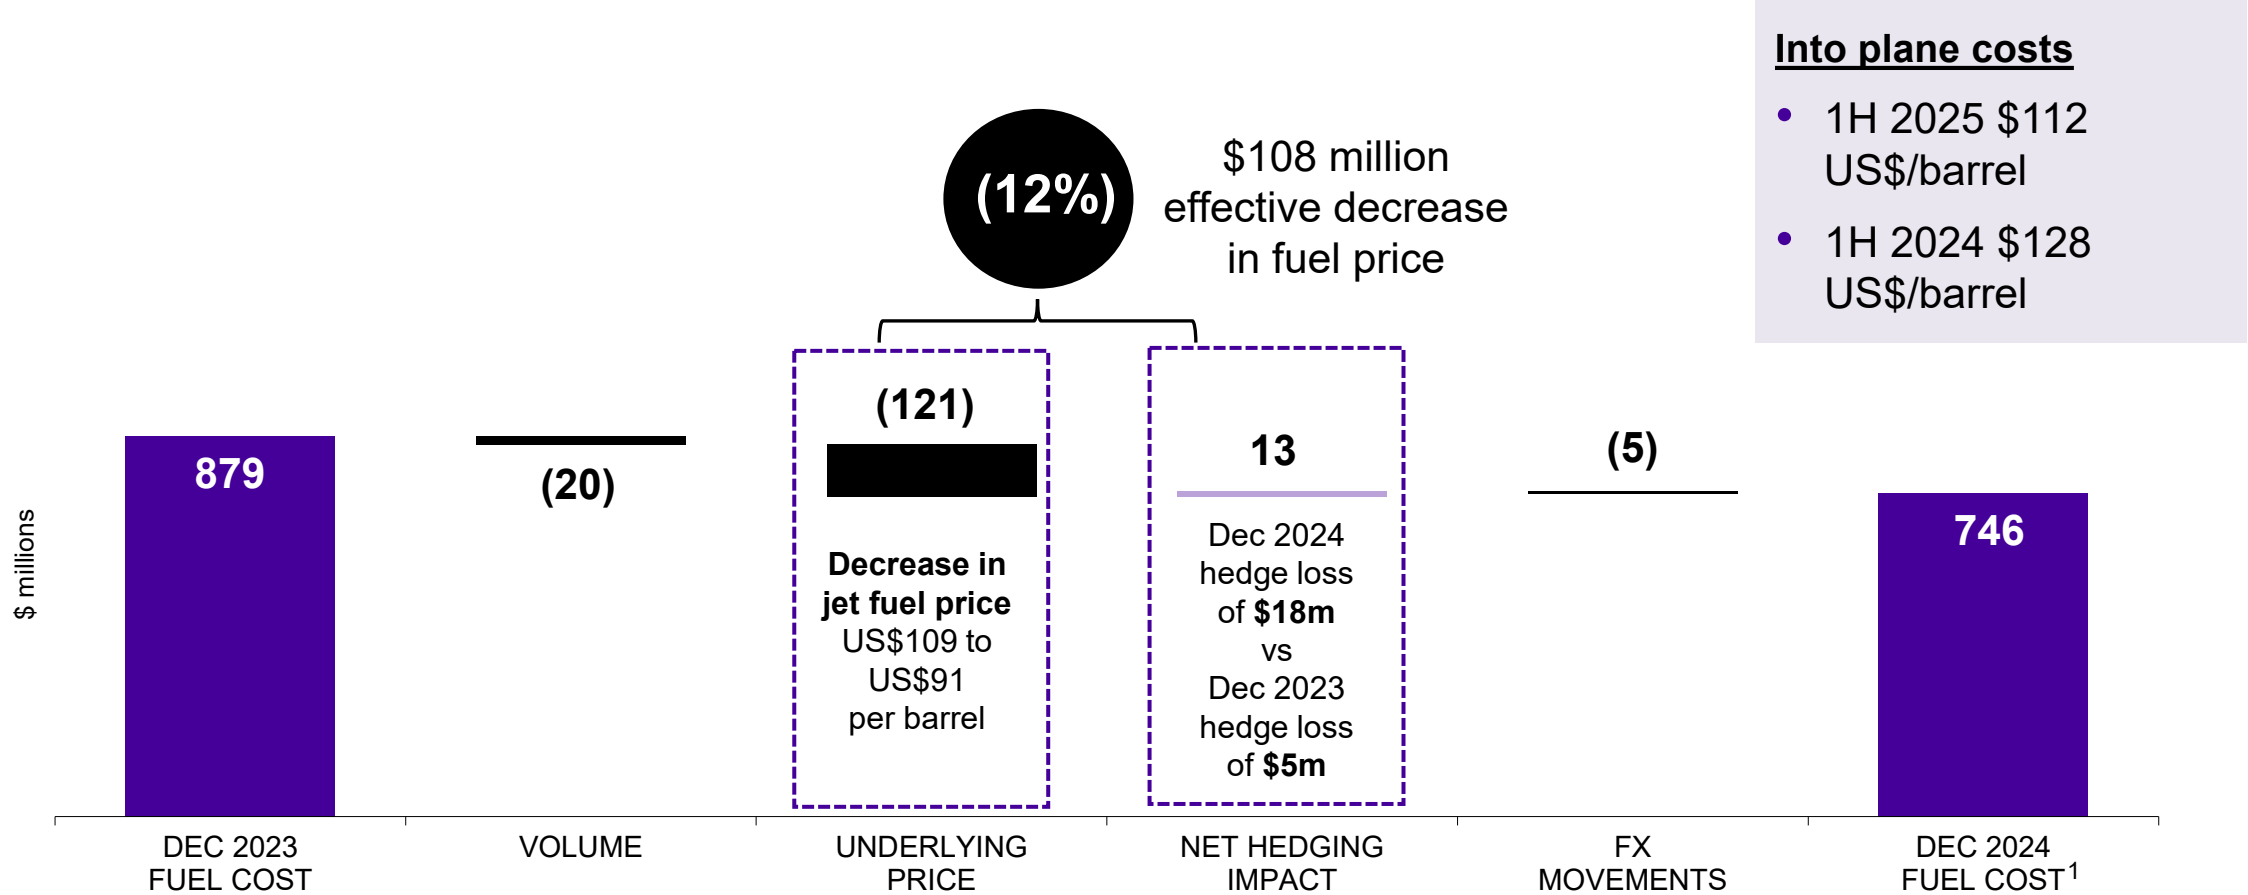 Into plane costs
• 1H 2025 $112
US$/barrel
• 1H 2024 $128
US$/barrel
(12%)
$108 million
effective decrease
in fuel price
$ millions
879
(20)
(121)
Decrease in
jet fuel price
US$109 to
US$91
per barrel
13
Dec 2024
hedge loss
of $18m
vs
Dec 2023
hedge loss
of $5m
(5)
746
DEC 2023
FUEL COST
VOLUME
UNDERLYING
PRICE
NET HEDGING
IMPACT
FX
MOVEMENTS
DEC 2024
FUEL COST¹